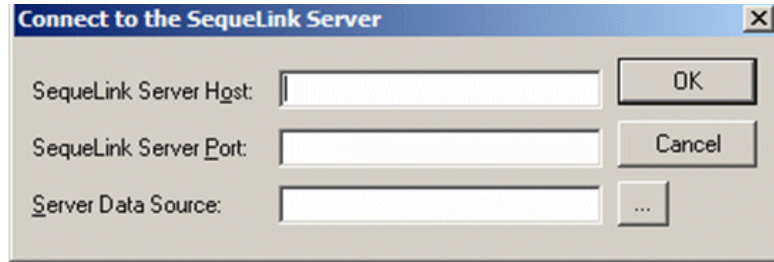 Connect to the SequeLink Server
SequeLink Server Host:
OK
SequeLink Server Port:
Cancel
Server Data Source:
...